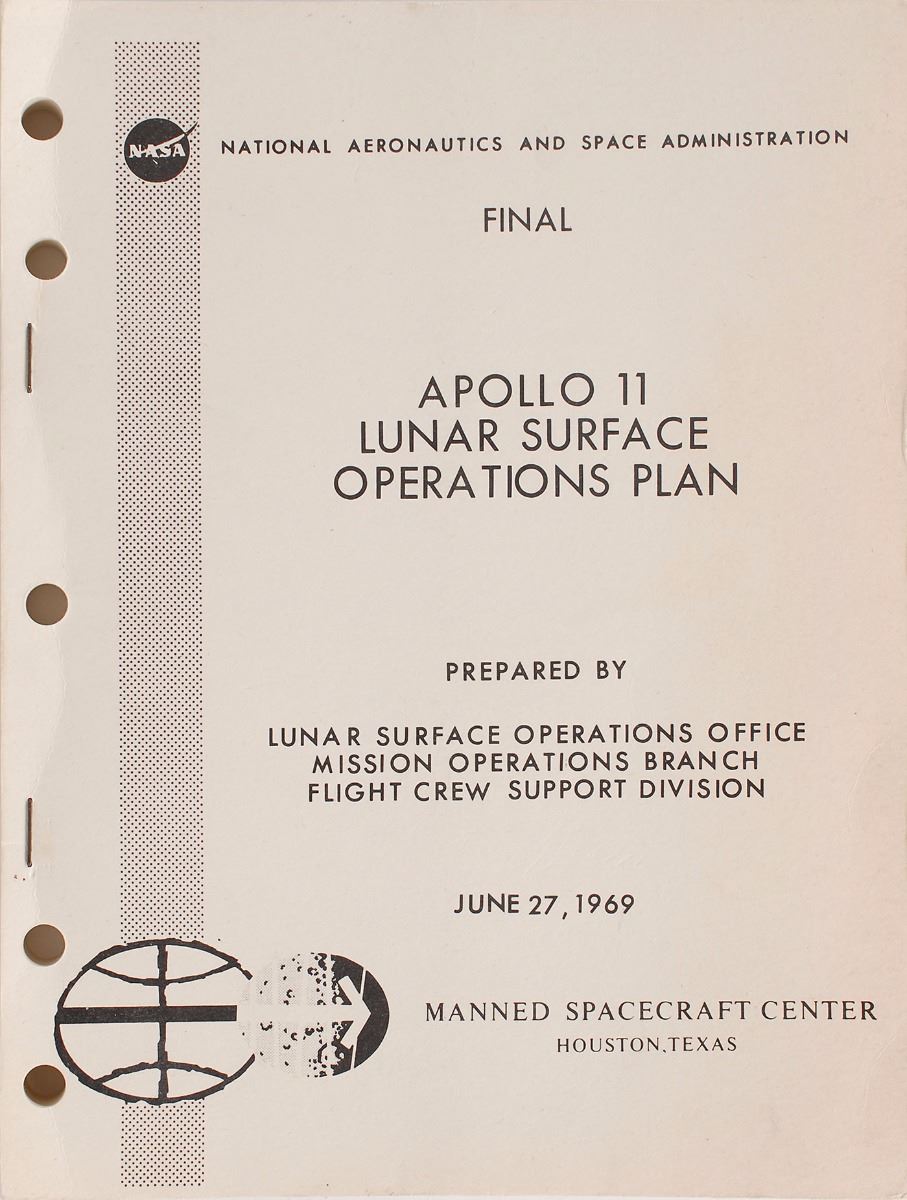 NASA
NATIONAL AERONAUTICS AND SPACE ADMINISTRATION
FINAL
APOLLO 11
LUNAR SURFACE
OPERATIONS PLAN
PREPARED BY
LUNAR SURFACE OPERATIONS OFFICE
MISSION OPERATIONS BRANCH
FLIGHT CREW SUPPORT DIVISION
JUNE 27, 1969
MANNED SPACECRAFT CENTER
HOUSTON, TEXAS